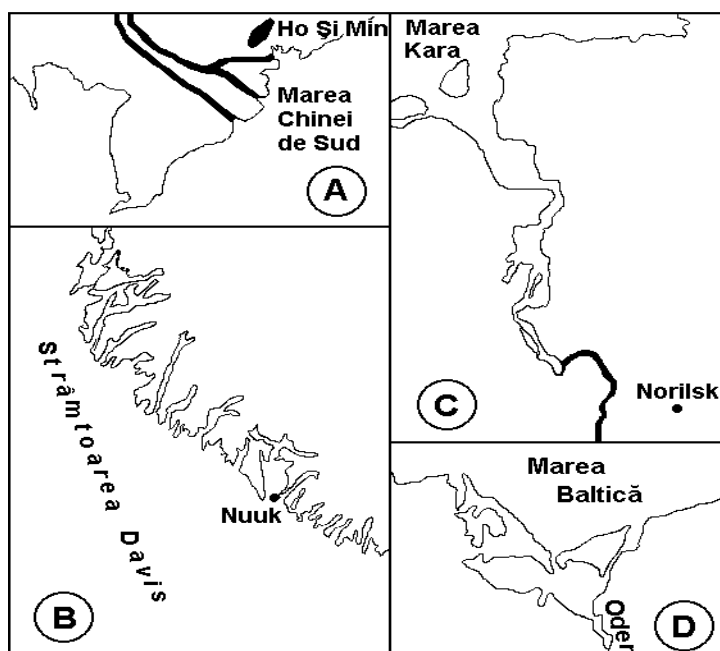 Ho Şi Mín
Marea
Chinei
de Sud
A
Marea
Kara
Norilsk
C
Strâmtoarea Davis
Nuuk
B
Marea
Baltică
Oder
D